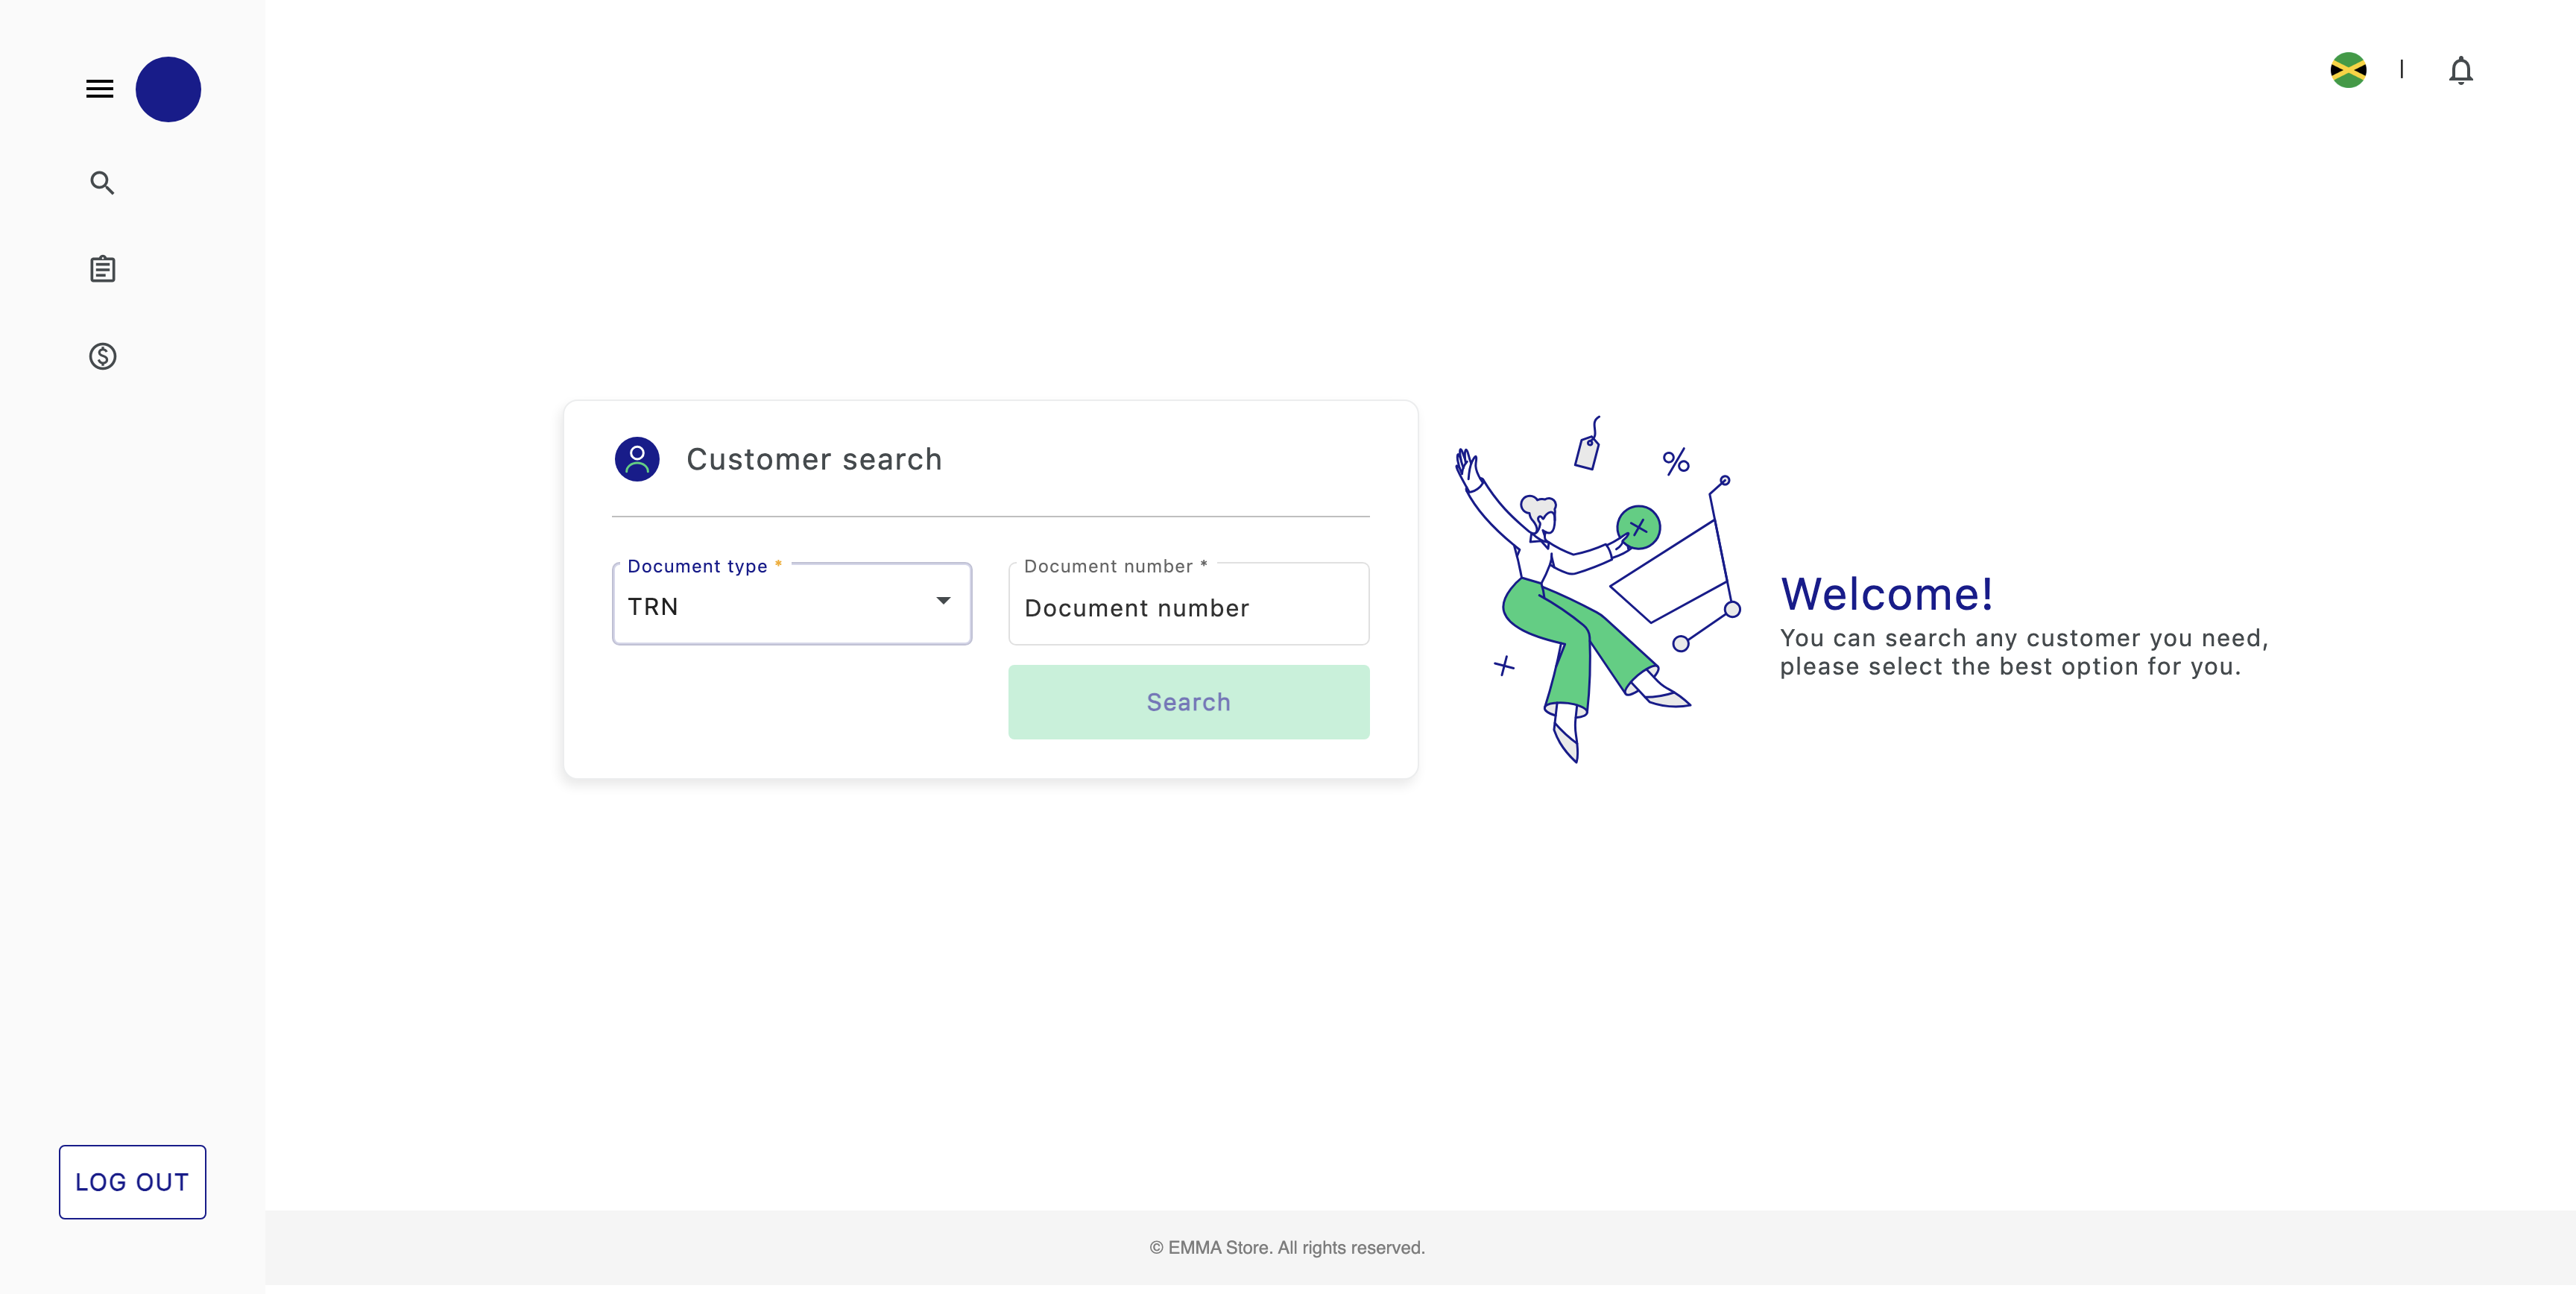 Customer search
Document type *
TRN
Document number *
Document number
Search
Welcome!
You can search any customer you need,
please select the best option for you.
LOG OUT
© EMMA Store. All rights reserved.